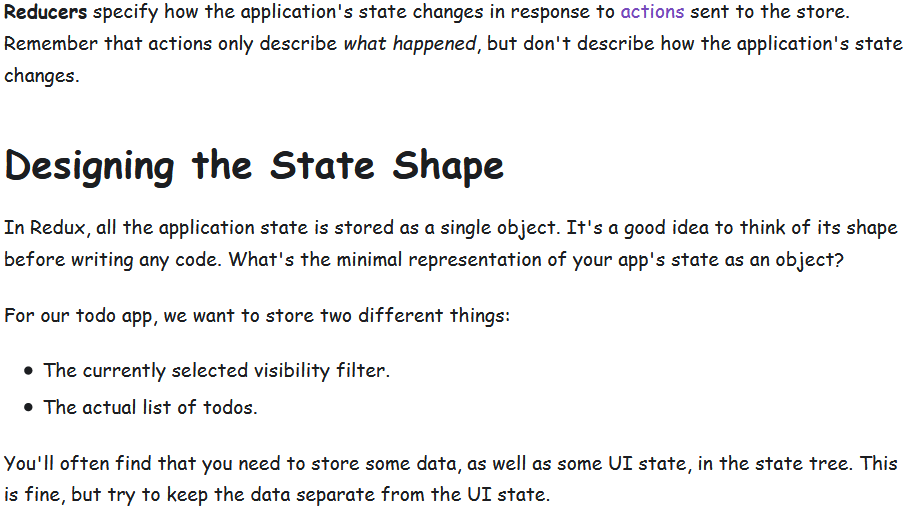 Reducers specify how the application's state changes in response to actions sent to the store.
Remember that actions only describe what happened, but don't describe how the application's state
changes.
Designing the State Shape
In Redux, all the application state is stored as a single object. It's a good idea to think of its shape
before writing any code. What's the minimal representation of your app's state as an object?
For our todo app, we want to store two different things:
• The currently selected visibility filter.
• The actual list of todos.
You'll often find that you need to store some data, as well as some UI state, in the state tree. This
is fine, but try to keep the data separate from the UI state.